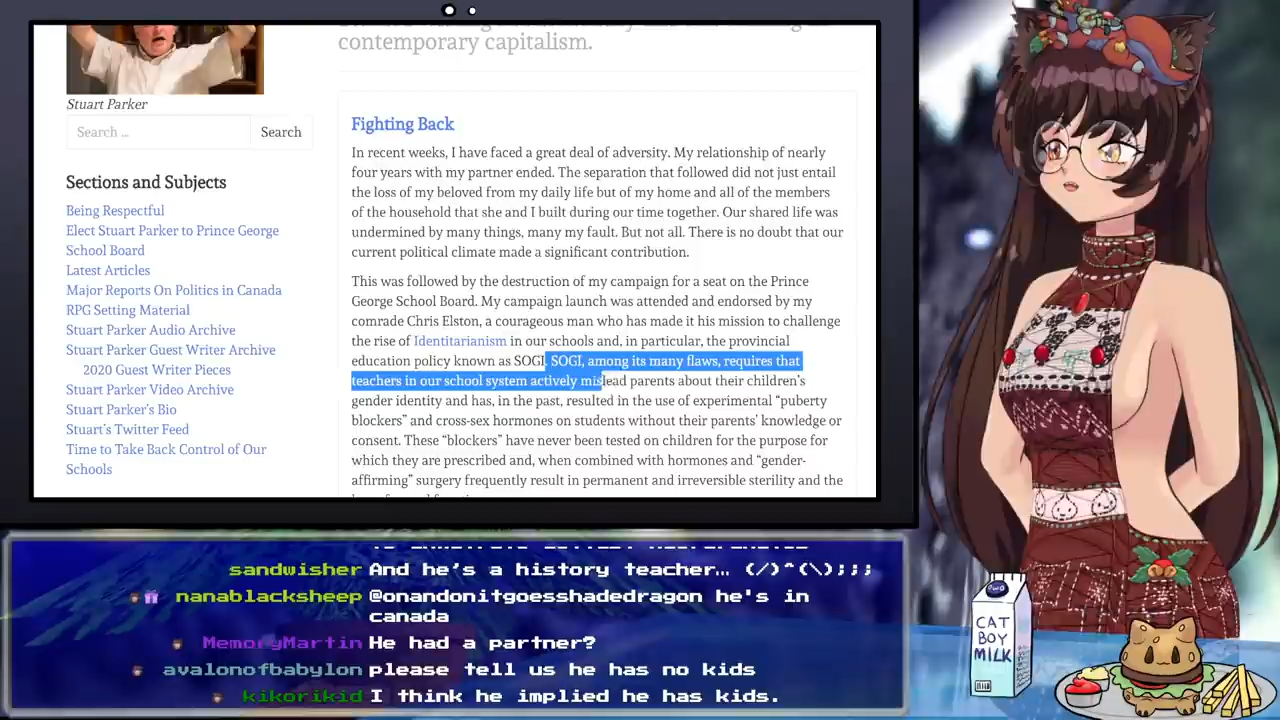 contemporary capitalism.
Stuart Parker
Search ...
Search
Sections and Subjects
Being Respectful
Elect Stuart Parker to Prince George
School Board
Latest Articles
Major Reports On Politics in Canada
RPG Setting Material
Stuart Parker Audio Archive
Stuart Parker Guest Writer Archive
2020 Guest Writer Pieces
Stuart Parker Video Archive
Stuart Parker's Bio
Stuart's Twitter Feed
Time to Take Back Control of Our
Schools
Fighting Back
In recent weeks, I have faced a great deal of adversity. My relationship of nearly
four years with my partner ended. The separation that followed did not just entail
the loss of my beloved from my daily life but of my home and all of the members
of the household that she and I built during our time together. Our shared life was
undermined by many things, many my fault. But not all. There is no doubt that our
current political climate made a significant contribution.
This was followed by the destruction of my campaign for a seat on the Prince
George School Board. My campaign launch was attended and endorsed by my
comrade Chris Elston, a courageous man who has made it his mission to challenge
the rise of Identitarianism in our schools and, in particular, the provincial
education policy known as SOGI. SOGI, among its many flaws, requires that
teachers in our school system actively mislead parents about their children's
gender identity and has, in the past, resulted in the use of experimental "puberty
blockers" and cross-sex hormones on students without their parents' knowledge or
consent. These "blockers" have never been tested on children for the purpose for
which they are prescribed and, when combined with hormones and "gender-
affirming" surgery frequently result in permanent and irreversible sterility and the
sandwisher And he's a history teacher... (/)^(\);;;
nanablacksheep @onandonitgoesshadedragon he's in
canada
MemoryMartin He had a partner?
avalonofbabylon please tell us he has no kids
kikorikid I think he implied he has kids.
CAT
BOY
MILK